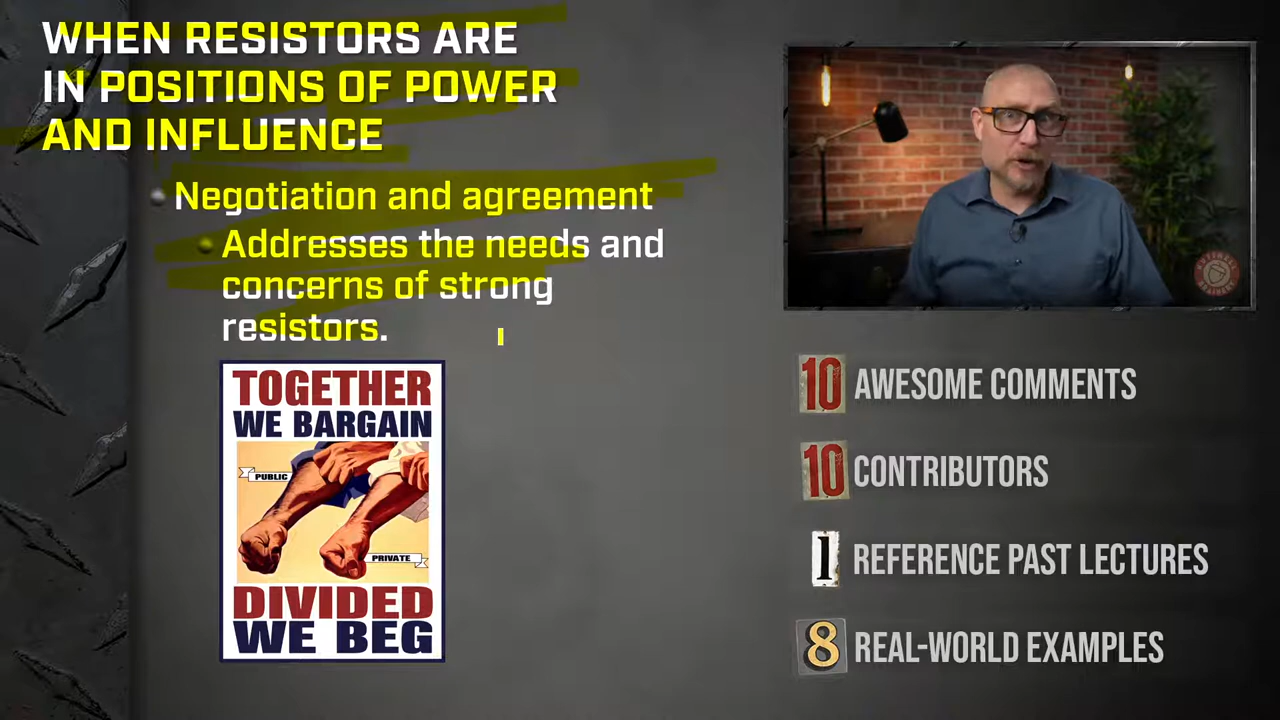 WHEN RESISTORS ARE
IN POSITIONS OF POWER
AND INFLUENCE
Negotiation and agreement
Addresses the needs and
concerns of strong
resistors.
TOGETHER
WE BARGAIN
PUBLIC
PRIVATE
DIVIDED
WE BEG
10 AWESOME COMMENTS
10 CONTRIBUTORS
1 REFERENCE PAST LECTURES
8 REAL-WORLD EXAMPLES